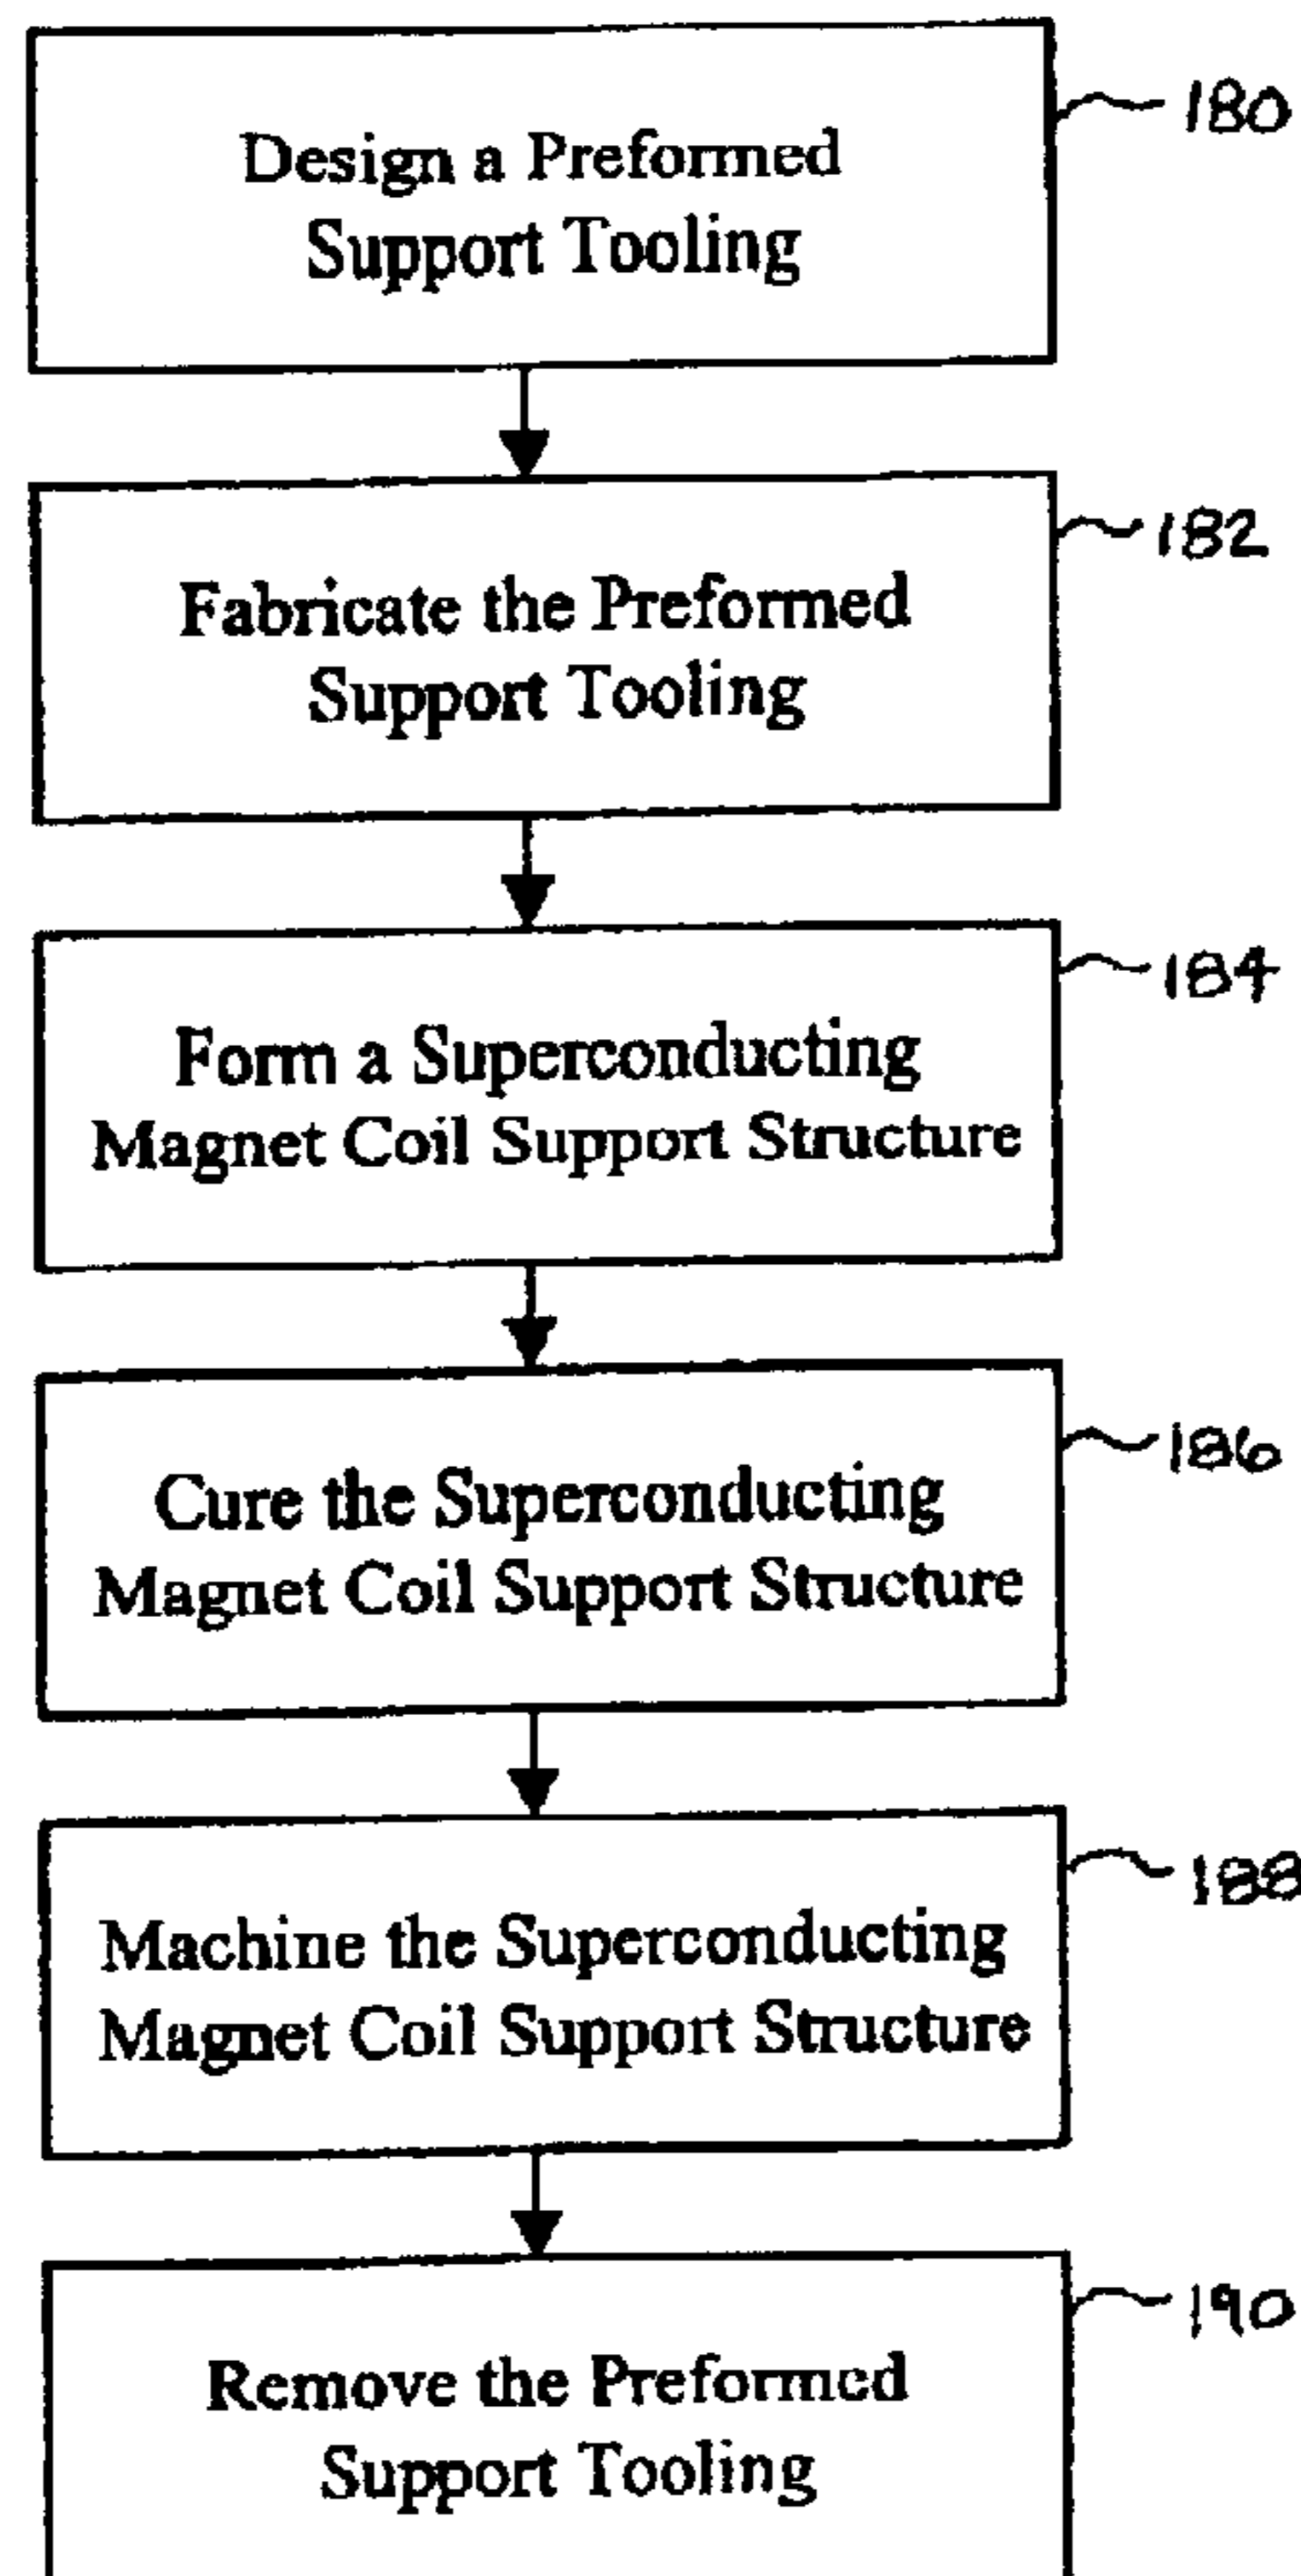 Design a Preformed
Support Tooling
180
Fabricate the Preformed
Support Tooling
182
Form a Superconducting
Magnet Coil Support Structure
184
Cure the Superconducting
Magnet Coil Support Structure
186
Machine the Superconducting
Magnet Coil Support Structure
188
Remove the Preformed
Support Tooling
190